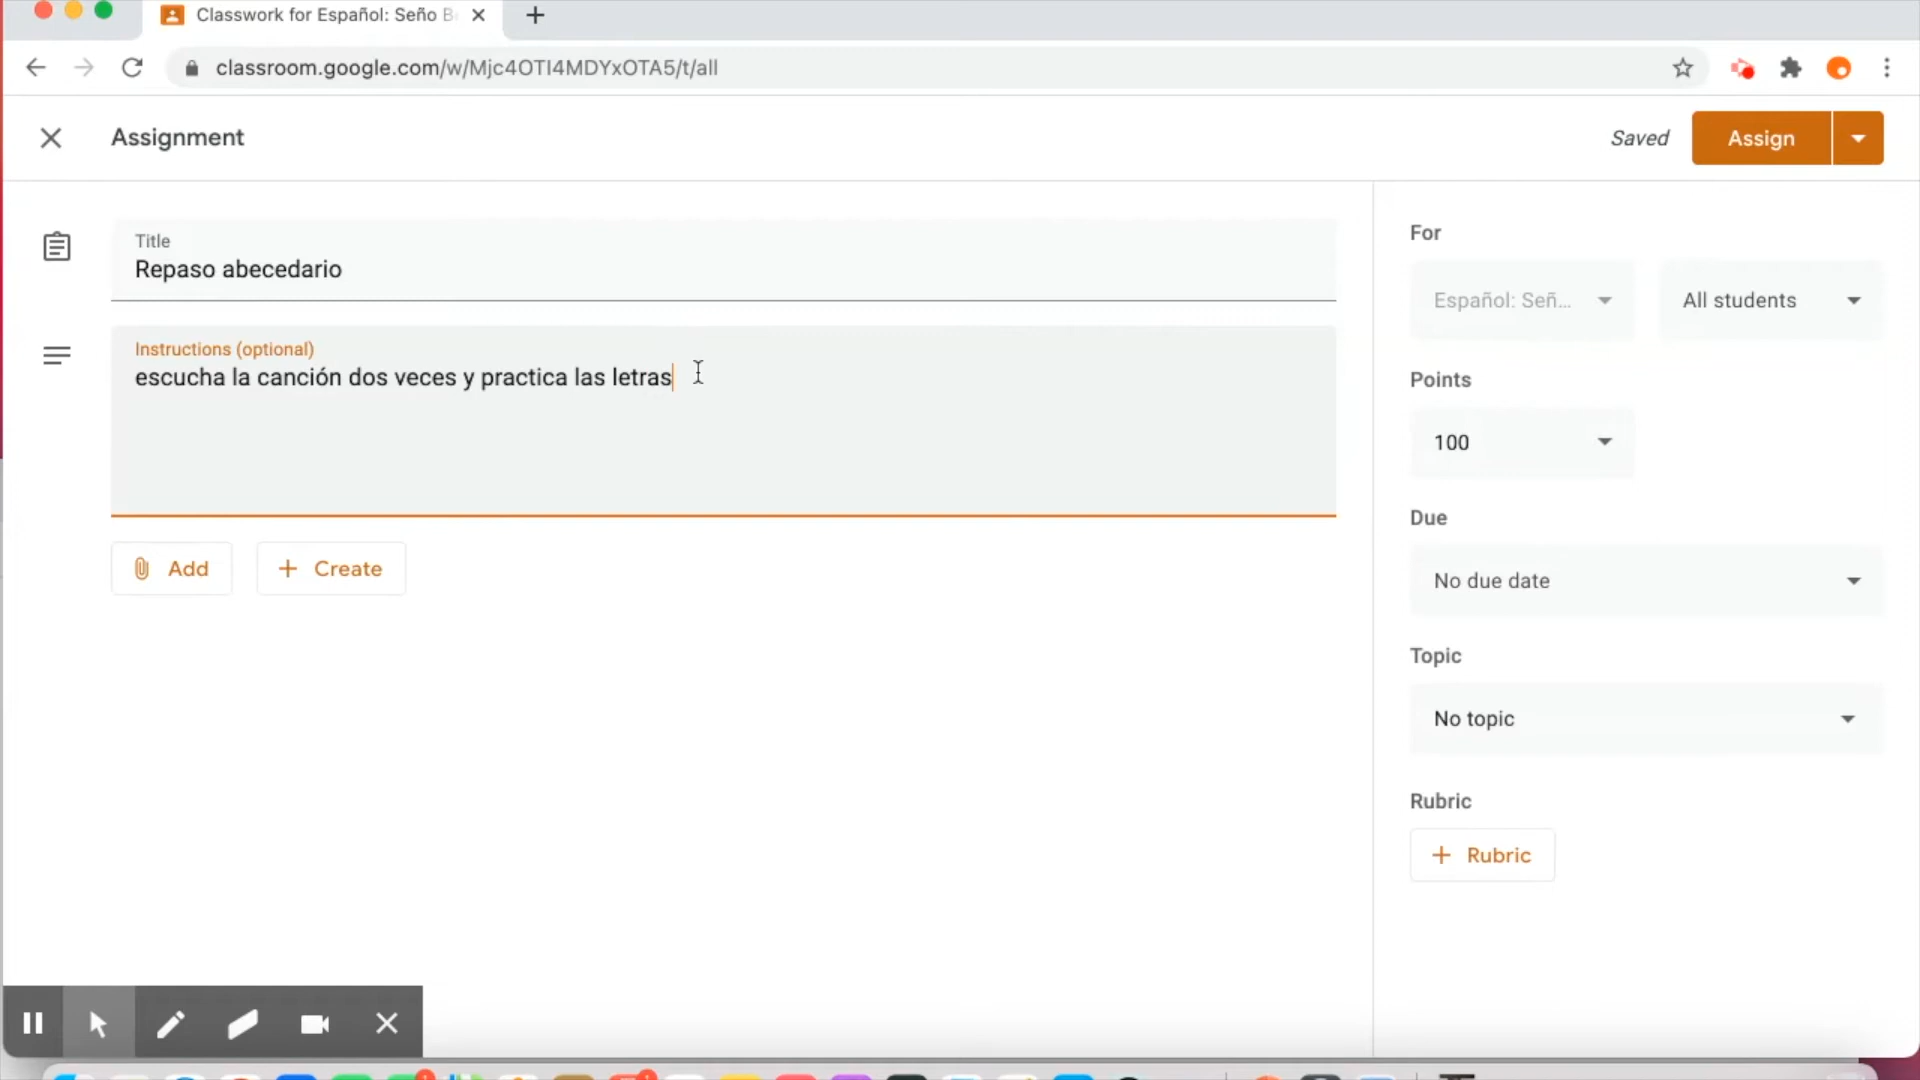 Classwork for Español: Seño B
classroom.google.com/w/Mjc4OTI4MDYxOTA5/t/all
Assignment
Saved
Assign
Title
Repaso abecedario
Instructions (optional)
escucha la canción dos veces y practica las letras
Add
Create
For
Español: Señ...
All students
Points
100
Due
No due date
Topic
No topic
Rubric
Rubric